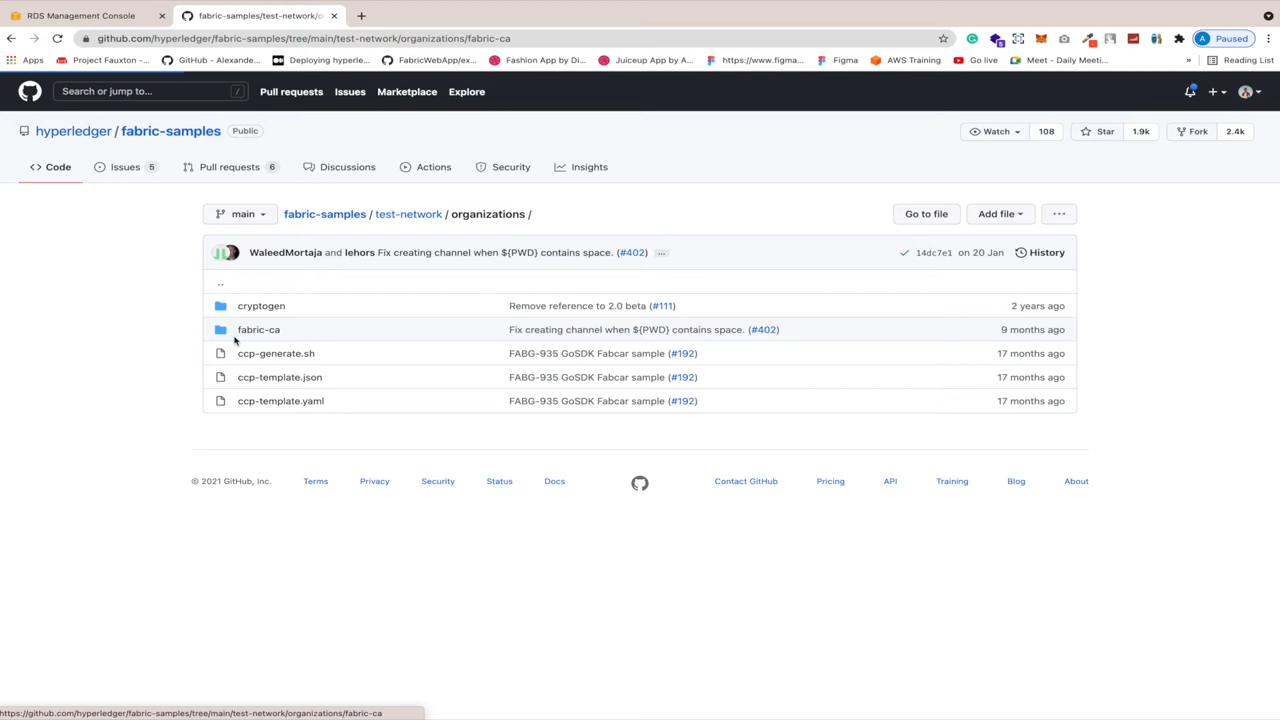 RDS Management Console
fabric-samples/test-network/o
github.com/hyperledger/fabric-samples/tree/main/test-network/organizations/fabric-ca
Paused
Apps
Project Fauxton -...
GitHub - Alexande...
Deploying hyperle...
FabricWebApp/ex...
Fashion App by Di...
Juiceup App by A...
https://www.figma...
Figma
AWS Training
Go live
Meet - Daily Meeti...
»
Reading List
Search or jump to...
/
Pull requests
Issues
Marketplace
Explore
hyperledger / fabric-samples
Public
Watch 108
Star 1.9k
Fork 2.4k
Code
Issues 5
Pull requests 6
Discussions
Actions
Security
Insights
main
fabric-samples / test-network / organizations /
Go to file
Add file
WaleedMortaja and lehors Fix creating channel when ${PWD} contains space. (#402) ...
14dc7e1 on 20 Jan
History
..
cryptogen Remove reference to 2.0 beta (#111) 2 years ago
fabric-ca Fix creating channel when ${PWD} contains space. (#402) 9 months ago
ccp-generate.sh FABG-935 GoSDK Fabcar sample (#192) 17 months ago
ccp-template.json FABG-935 GoSDK Fabcar sample (#192) 17 months ago
ccp-template.yaml FABG-935 GoSDK Fabcar sample (#192) 17 months ago
© 2021 GitHub, Inc.
Terms
Privacy
Security
Status
Docs
Contact GitHub
Pricing
API
Training
Blog
About
https://github.com/hyperledger/fabric-samples/tree/main/test-network/organizations/fabric-ca